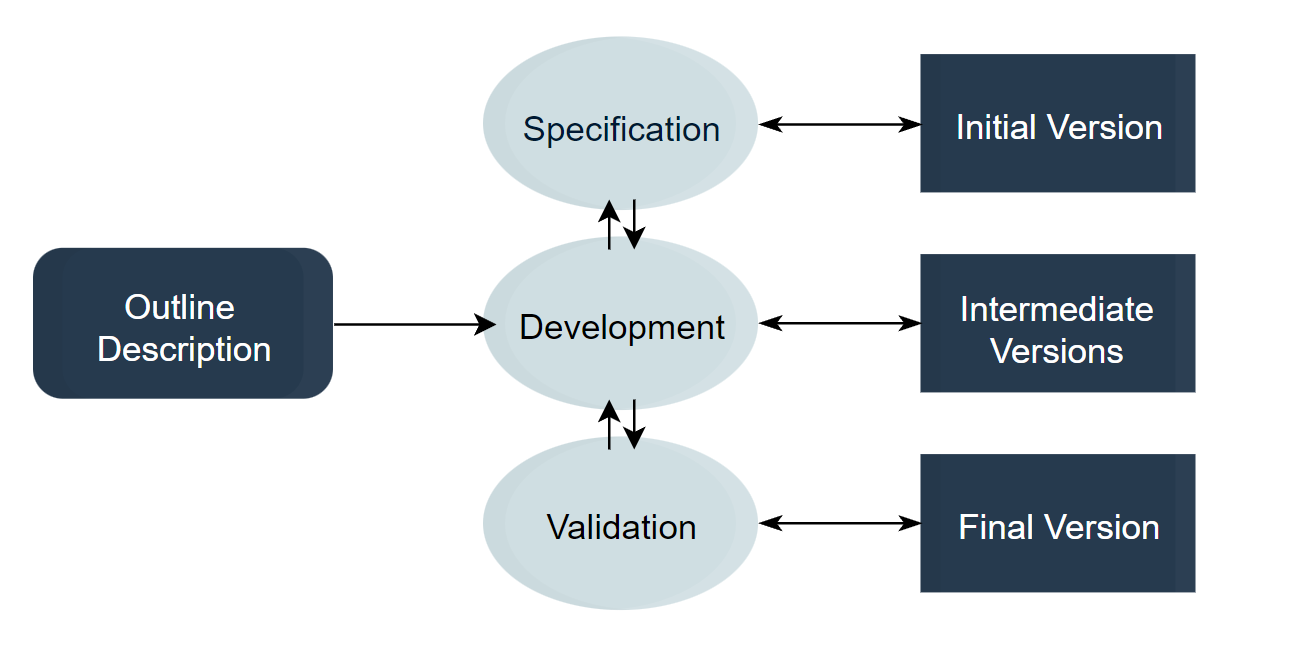 Specification
Initial Version
Outline
Description
Development
Intermediate
Versions
Validation
Final Version